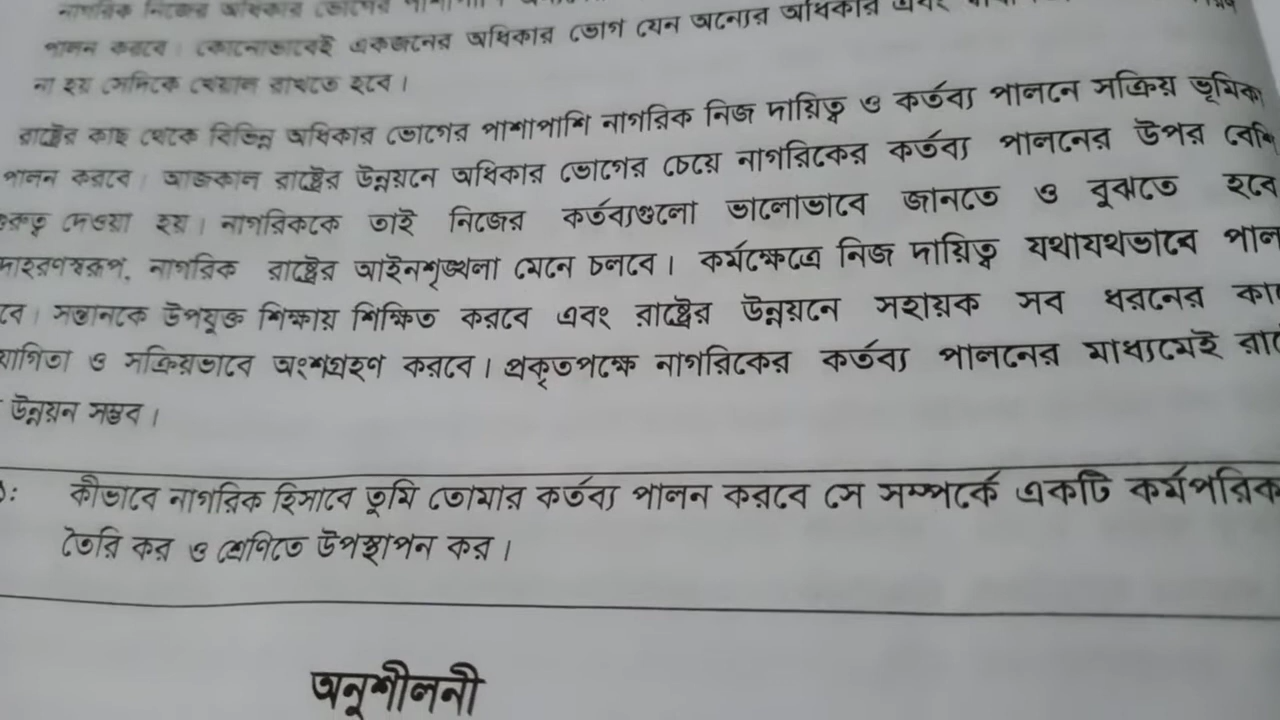 নাগরিক নিজের অধিকার ভোগের
পালন করবে। কোনোভাবেই একজনের অধিকার ভোগ যেন অন্যের অধিকার এবং
না হয় সেদিকে খেয়াল রাখতে হবে।
রাষ্ট্রের কাছ থেকে বিভিন্ন অধিকার ভোগের পাশাপাশি নাগরিক নিজ দায়িত্ব ও কর্তব্য পালনে সক্রিয় ভূমিকা
পালন করবে। আজকাল রাষ্ট্রের উন্নয়নে অধিকার ভোগের চেয়ে নাগরিকের কর্তব্য পালনের উপর বেশি
রুত্ব দেওয়া হয়। নাগরিককে তাই নিজের কর্তব্যগুলো ভালোভাবে জানতে ও বুঝতে হবে
দাহরণস্বরূপ, নাগরিক রাষ্ট্রের আইনশৃঙ্খলা মেনে চলবে। কর্মক্ষেত্রে নিজ দায়িত্ব যথাযথভাবে পাল
বে। সন্তানকে উপযুক্ত শিক্ষায় শিক্ষিত করবে এবং রাষ্ট্রের উন্নয়নে সহায়ক সব ধরনের কা
যোগিতা ও সক্রিয়ভাবে অংশগ্রহণ করবে। প্রকৃতপক্ষে নাগরিকের কর্তব্য পালনের মাধ্যমেই রা
উন্নয়ন সম্ভব।
: কীভাবে নাগরিক হিসাবে তুমি তোমার কর্তব্য পালন করবে সে সম্পর্কে একটি কর্মপরিক
তৈরি কর ও শ্রেণিতে উপস্থাপন কর।
অনুশীলনী